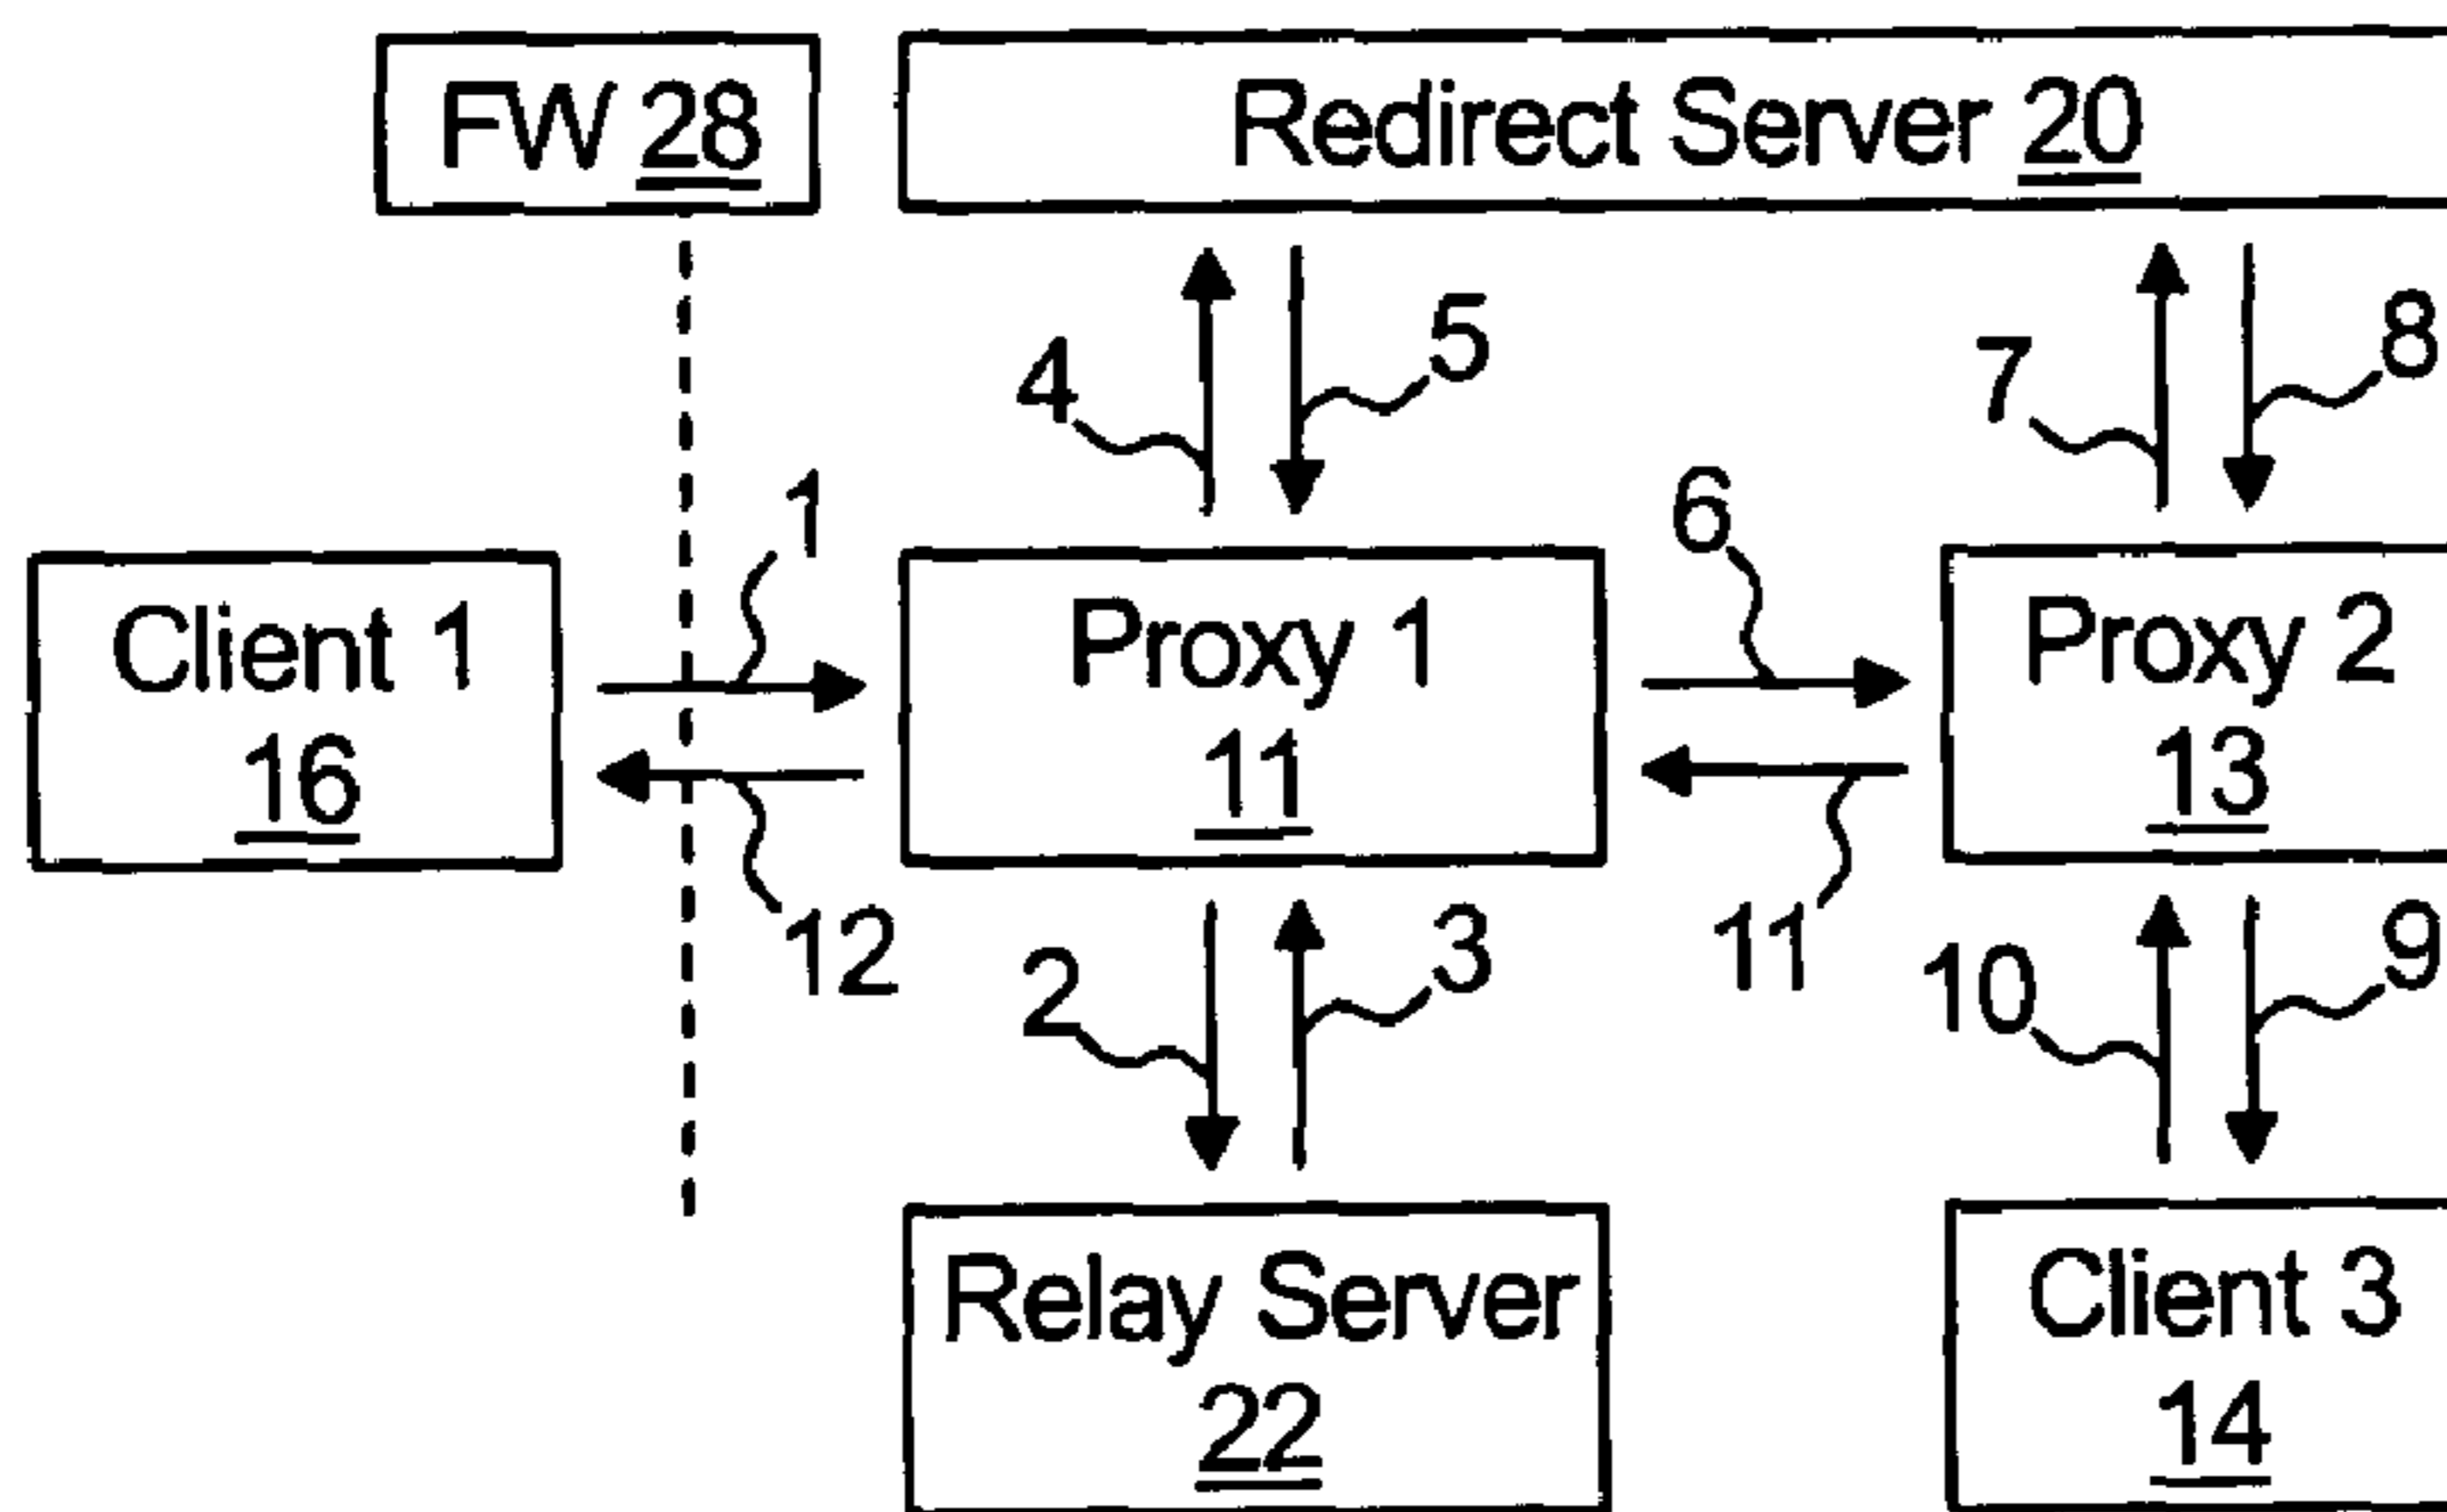 FW 28
Redirect Server 20
4
5
7
8
1
6
Client 1
16
Proxy 1
11
Proxy 2
13
12
2
3
11
10
9
Relay Server
22
Client 3
14